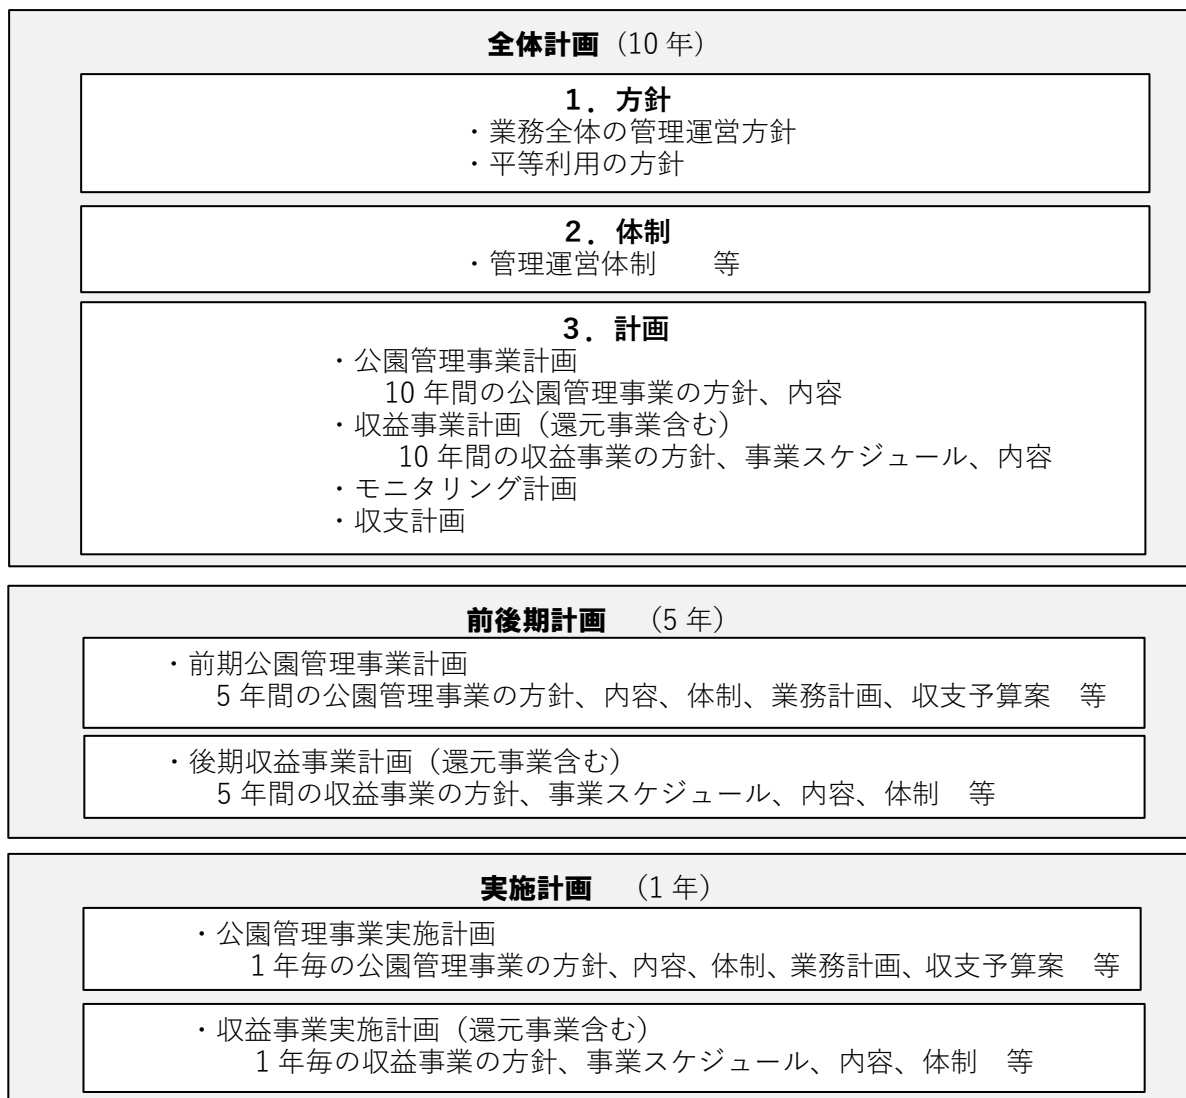 全体計画（10 年）
1．方針
・業務全体の管理運営方針
・平等利用の方針
2．体制
・管理運営体制　　等
3．計画
・公園管理事業計画
10 年間の公園管理事業の方針、内容
・収益事業計画（還元事業含む）
10 年間の収益事業の方針、事業スケジュール、内容
・モニタリング計画
・収支計画
前後期計画　（5 年）
・前期公園管理事業計画
5 年間の公園管理事業の方針、内容、体制、業務計画、収支予算案　等
・後期収益事業計画（還元事業含む）
5 年間の収益事業の方針、事業スケジュール、内容、体制　等
実施計画　（1 年）
・公園管理事業実施計画
1 年毎の公園管理事業の方針、内容、体制、業務計画、収支予算案　等
・収益事業実施計画（還元事業含む）
1 年毎の収益事業の方針、事業スケジュール、内容、体制　等